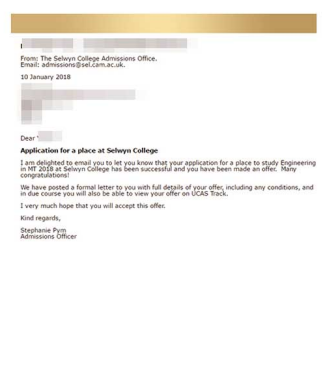 From: The Selwyn College Admissions Office.
Email: admissions@sel.cam.ac.uk.
10 January 2018
Dear
Application for a place at Selwyn College
I am delighted to email you to let you know that your application for a place to study Engineering
in MT 2018 at Selwyn College has been successful and you have been made an offer. Many
congratulations!
We have posted a formal letter to you with full details of your offer, including any conditions, and
in due course you will also be able to view your offer on UCAS Track.
I very much hope that you will accept this offer.
Kind regards,
Stephanie Pym
Admissions Officer